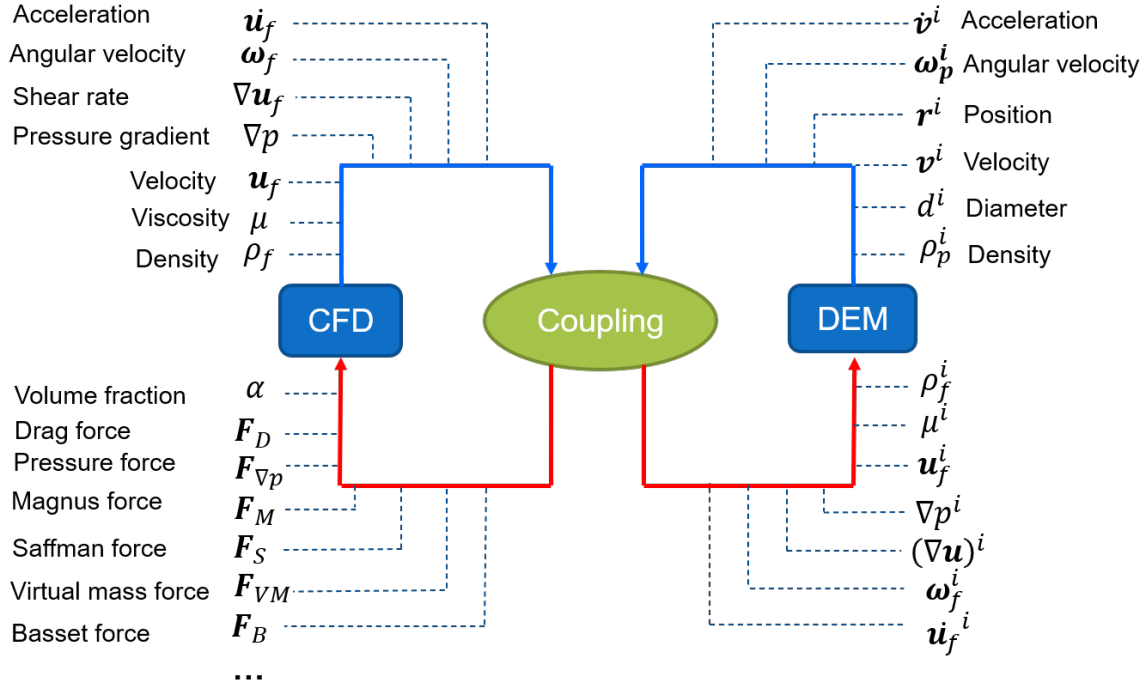 Acceleration u̇_f
Angular velocity ω_f
Shear rate ∇u_f
Pressure gradient ∇p
Velocity u_f
Viscosity μ
Density ρ_f
v̇^i Acceleration
ω_p^i Angular velocity
r^i Position
v^i Velocity
d^i Diameter
ρ_p^i Density
CFD
Coupling
DEM
Volume fraction α
Drag force F_D
Pressure force F_∇p
Magnus force F_M
Saffman force F_S
Virtual mass force F_VM
Basset force F_B
...
ρ_f^i
μ^i
u_f^i
∇p^i
(∇u)^i
ω_f^i
u̇_f^i